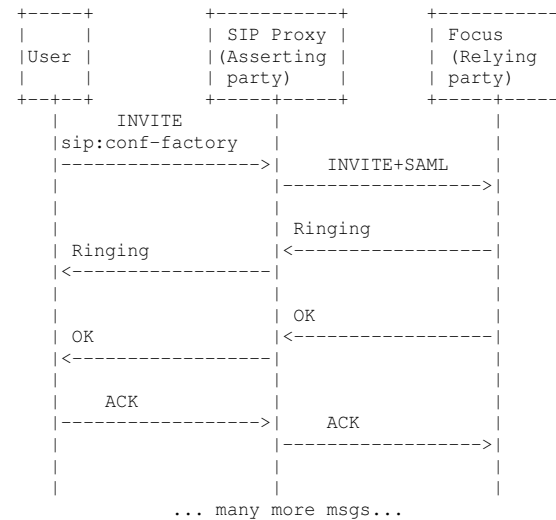 SIP Proxy Focus
User (Asserting (Relying
party) party)
INVITE
sip:conf-factory
INVITE+SAML
Ringing
Ringing
OK
OK
ACK
ACK
... many more msgs...